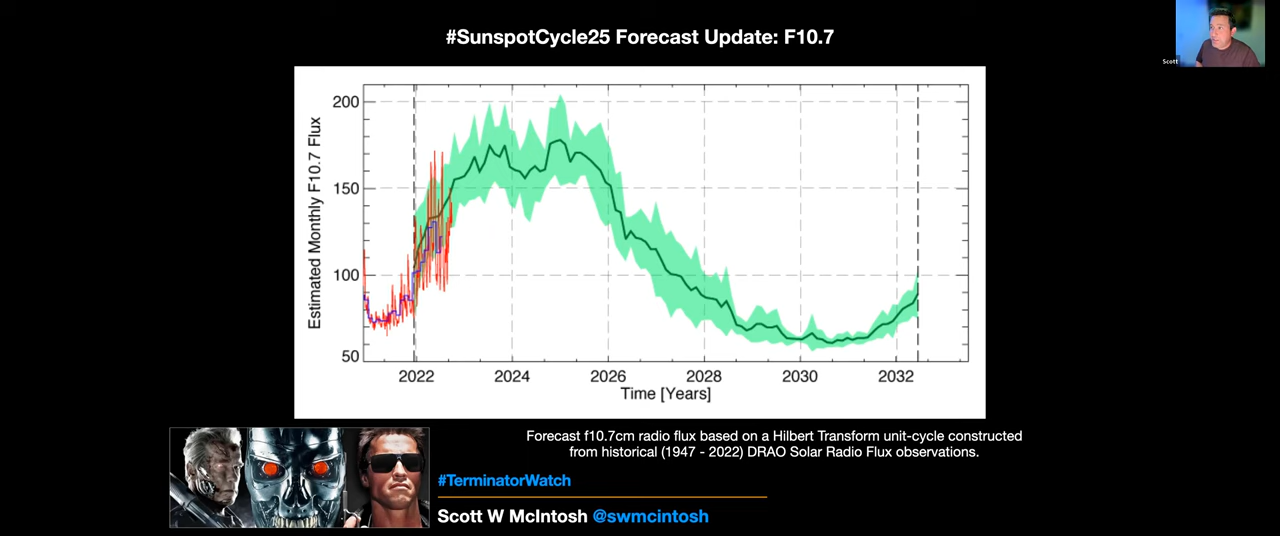 #SunspotCycle25 Forecast Update: F10.7
Scott
Estimated Monthly F10.7 Flux
200
150
100
50
2022
2024
2026
2028
2030
2032
Time [Years]
Forecast f10.7cm radio flux based on a Hilbert Transform unit-cycle constructed
from historical (1947 - 2022) DRAO Solar Radio Flux observations.
#TerminatorWatch
Scott W McIntosh @swmcintosh